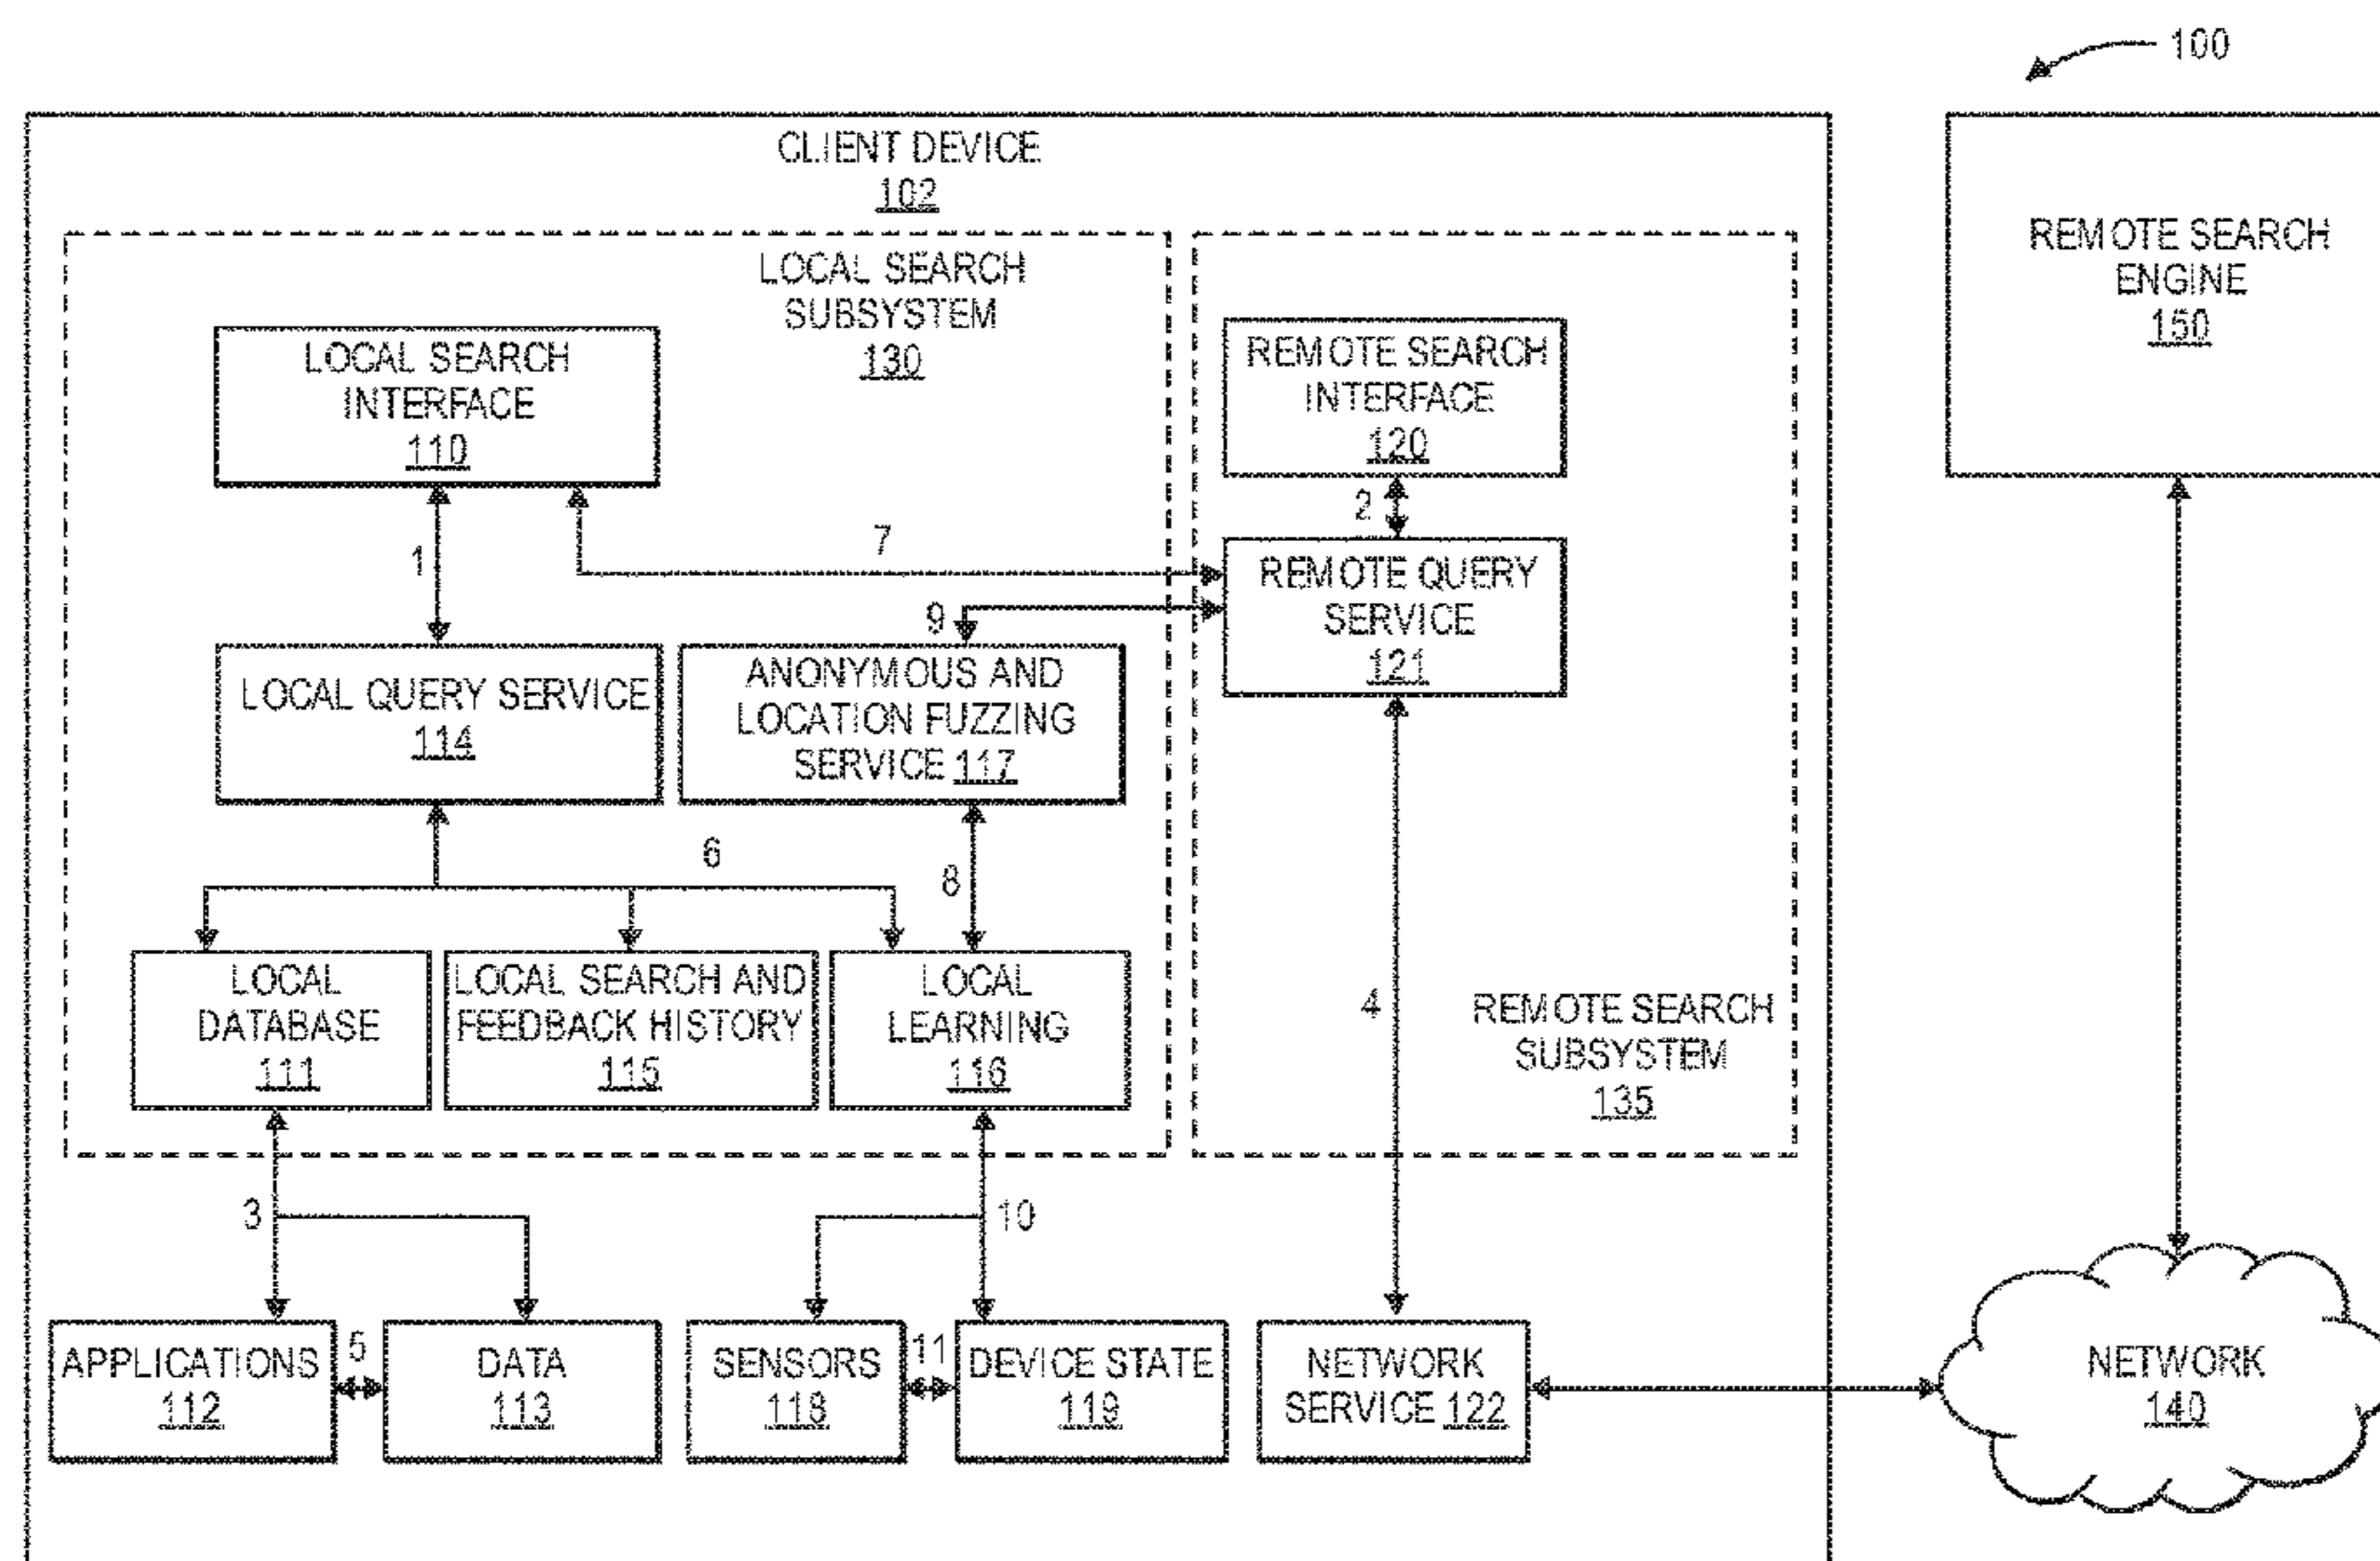 100
CLIENT DEVICE
102
LOCAL SEARCH
SUBSYSTEM
130
LOCAL SEARCH
INTERFACE
110
REMOTE SEARCH
INTERFACE
120
REMOTE SEARCH
ENGINE
150
1
7
2
9
REMOTE QUERY
SERVICE
121
LOCAL QUERY SERVICE
114
ANONYMOUS AND
LOCATION FUZZING
SERVICE 117
6
8
4
LOCAL
DATABASE
111
LOCAL SEARCH AND
FEEDBACK HISTORY
115
LOCAL
LEARNING
116
REMOTE SEARCH
SUBSYSTEM
135
3
10
APPLICATIONS
112
5
DATA
113
SENSORS
118
11
DEVICE STATE
119
NETWORK
SERVICE 122
NETWORK
140